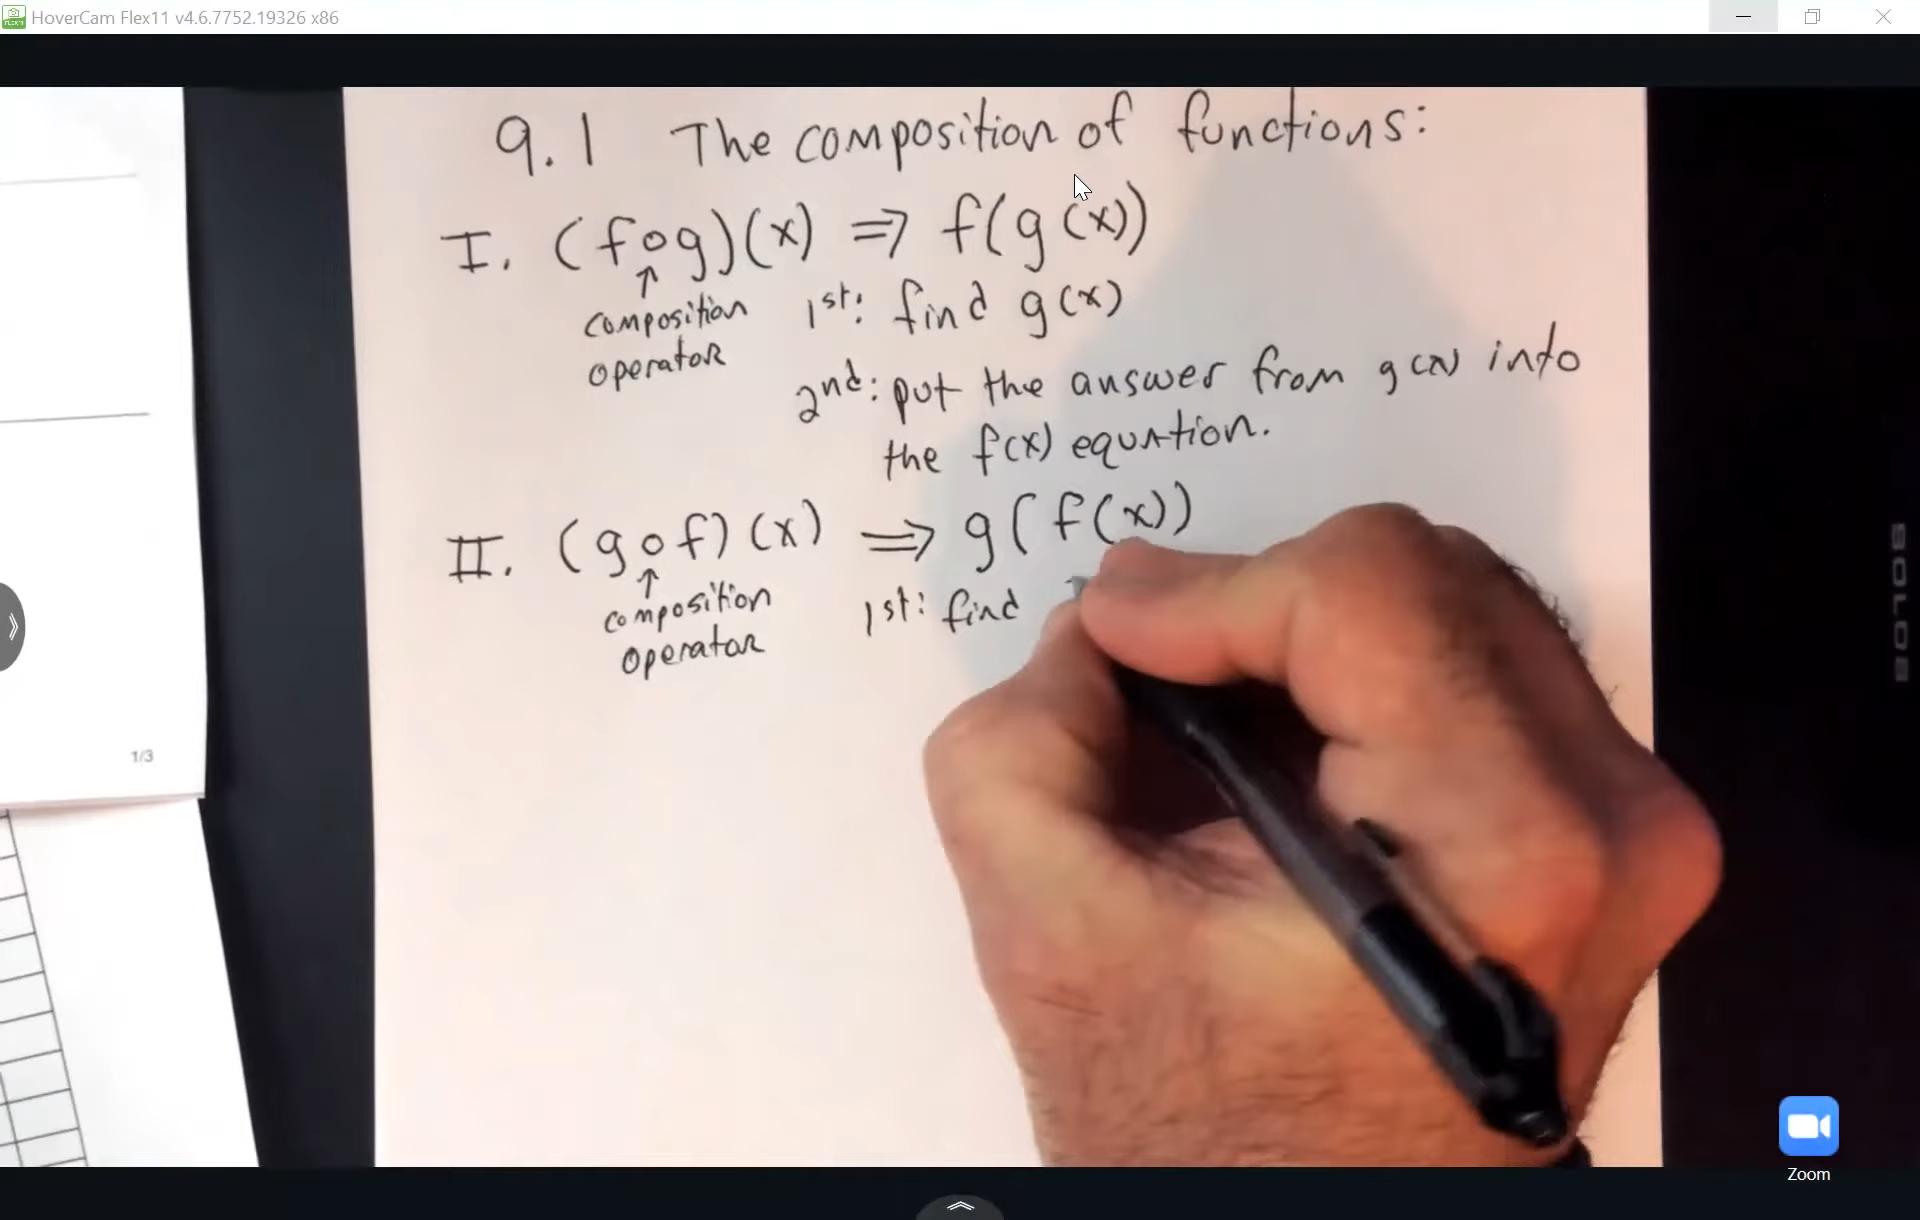 HoverCam Flex11 v4.6.7752.19326 x86
9.1 The composition of functions:
I. (f∘g)(x) ⇒ f(g(x))
↑
composition
operator
1st: find g(x)
2nd: put the answer from g(x) into
the f(x) equation.
II. (g∘f)(x) ⇒ g(f(x))
↑
composition
operator
1st: find
1/3
BOLOS
Zoom